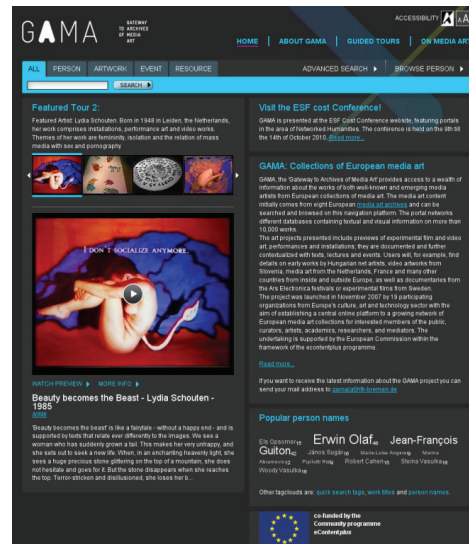 GAMA
GATEWAY
TO ARCHIVES
OF MEDIA
ART
ACCESSIBILITY
HOME | ABOUT GAMA | GUIDED TOURS | ON MEDIA ART
ALL PERSON ARTWORK EVENT RESOURCE
ADVANCED SEARCH BROWSE PERSON
SEARCH
Featured Tour 2:
Featured Artist: Lydia Schouten. Born in 1948 in Leiden, the Netherlands,
her work comprises installations, performance art and video works.
Themes of her work are femininity, isolation and the relation of mass
media with sex and pornography.
I DON'T SOCIALIZE ANYMORE.
WATCH PREVIEW MORE INFO
Beauty becomes the Beast - Lydia Schouten -
1985
NIMK
'Beauty becomes the beast' is like a fairytale - without a happy end - and is
supported by texts that relate ever differently to the images. We see a
woman who has suddenly grown a tail. This makes her very unhappy, and
she sets out to seek a new life. When, in an enchanting heavenly light, she
sees a huge precious stone glittering on the top of a mountain, she does
not hesitate and goes for it. But the stone disappears when she reaches
the top. Terror-stricken and disillusioned, she loses her b...
Visit the ESF cost Conference!
GAMA is presented at the ESF Cost Conference website, featuring portals
in the area of Networked Humanities. The conference is held on the 9th till
the 14th of October 2010. Read more...
GAMA: Collections of European media art
GAMA, the 'Gateway to Archives of Media Art' provides access to a wealth of
information about the works of both well-known and emerging media
artists from European collections of media art. The media art content
initially comes from eight European media art archives and can be
searched and browsed on this navigation platform. The portal networks
different databases containing textual and visual information on more than
10,000 works.
The art projects presented include previews of experimental film and video
art, performances and installations; they are documented and further
contextualized with texts, lectures and events. Users will, for example, find
details on early works by Hungarian net artists, video artworks from
Slovenia, media art from the Netherlands, France and many other
countries from inside and outside Europe, as well as documentaries from
the Ars Electronica festivals or experimental films from Sweden.
The project was launched in November 2007 by 19 participating
organizations from Europe's culture, art and technology sector with the
aim of establishing a central online platform to a growing network of
European media art collections for interested members of the public,
curators, artists, academics, researchers, and mediators. The
undertaking is supported by the European Commission within the
framework of the econtentplus programme.
Read more...
If you want to receive the latest information about the GAMA project you can
send your mail address to gamacat@tfi-bremen.de
Popular person names
Els Opsomer Erwin Olaf Jean-François
Guiton János Sugár Maria-Luise Angerer Marina
Abramovic Robert Cahen Steina Vasulka
Woody Vasulka
Other tagclouds are: quick search tags, work titles and person names.
co-funded by the
Community programme
eContentplus